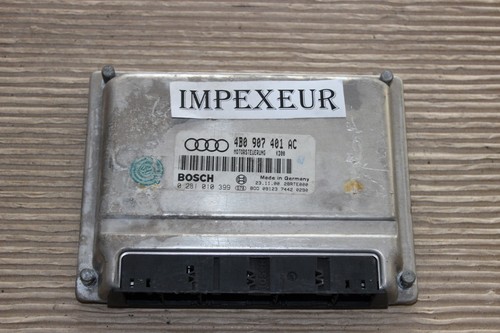 IMPEXEUR
4B0 907 401 AC
MOTORSTEUERUNG
BOSCH
Made in Germany
0 281 010 399